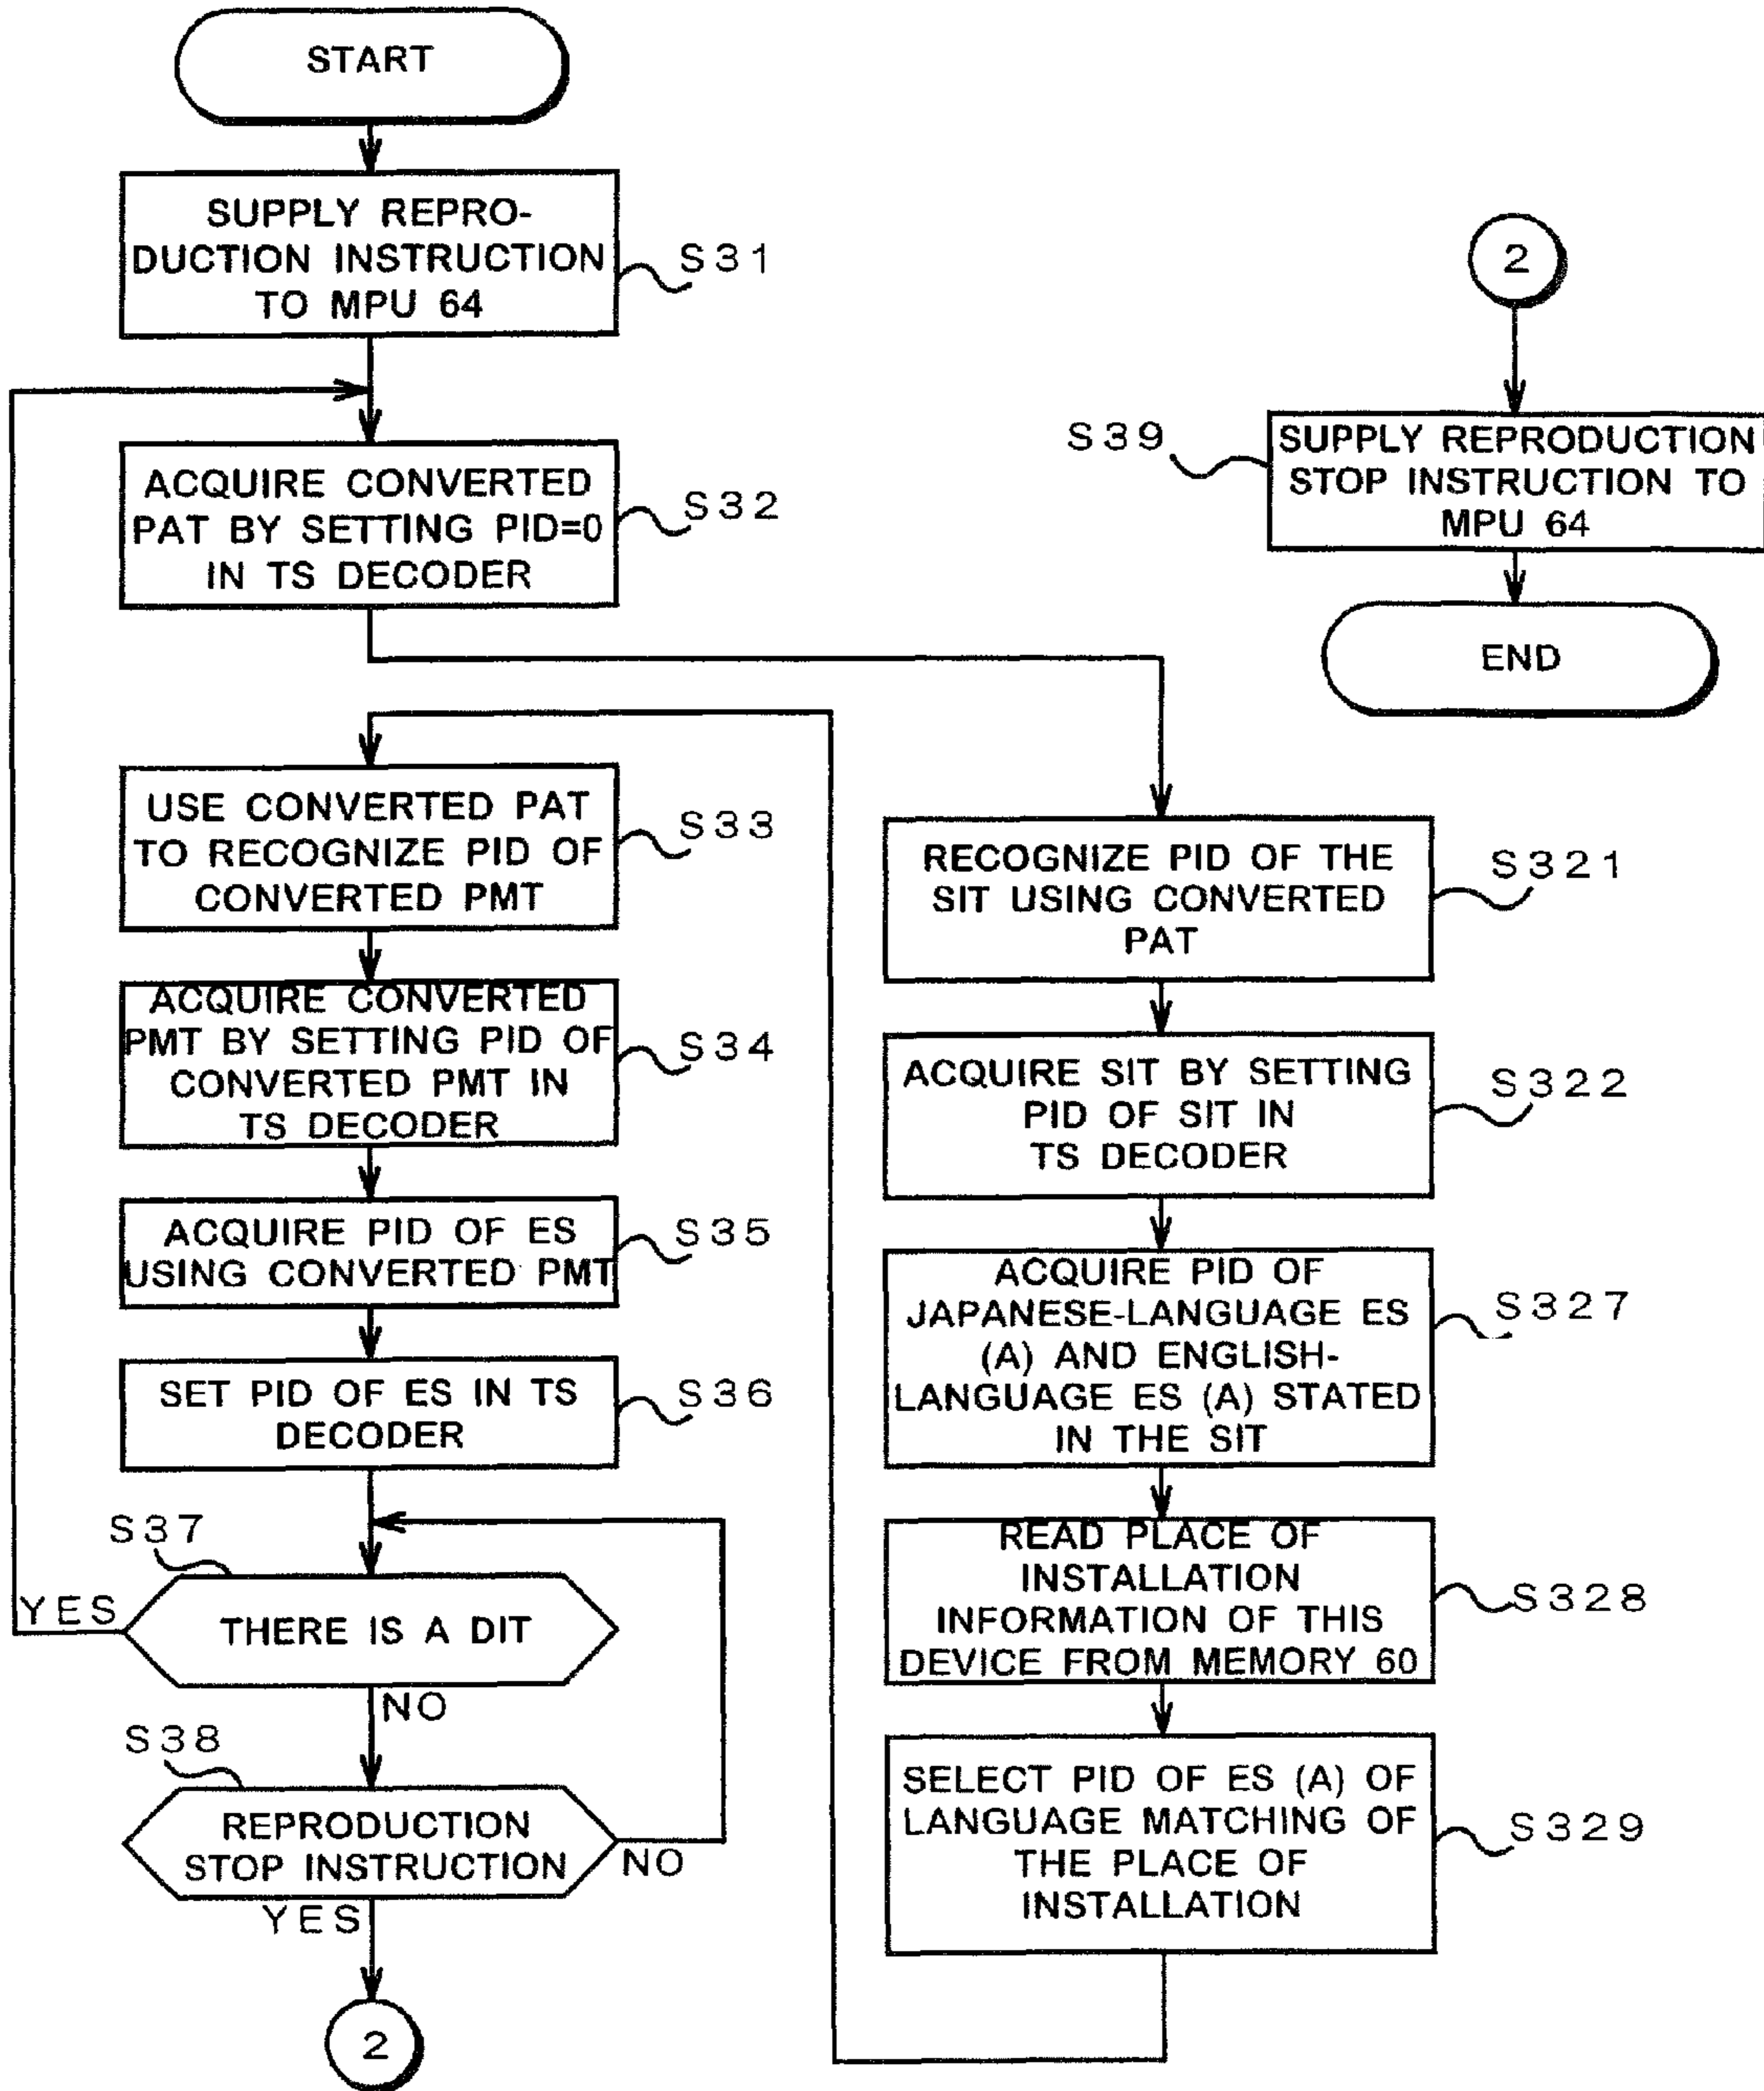 START
SUPPLY REPRO-
DUCTION INSTRUCTION
TO MPU 64
S31
ACQUIRE CONVERTED
PAT BY SETTING PID=0
IN TS DECODER
S32
USE CONVERTED PAT
TO RECOGNIZE PID OF
CONVERTED PMT
S33
ACQUIRE CONVERTED
PMT BY SETTING PID OF
CONVERTED PMT IN
TS DECODER
S34
ACQUIRE PID OF ES
USING CONVERTED PMT
S35
SET PID OF ES IN TS
DECODER
S36
S37
YES
THERE IS A DIT
NO
S38
REPRODUCTION
STOP INSTRUCTION
NO
YES
2
RECOGNIZE PID OF THE
SIT USING CONVERTED
PAT
S321
ACQUIRE SIT BY SETTING
PID OF SIT IN
TS DECODER
S322
ACQUIRE PID OF
JAPANESE-LANGUAGE ES
(A) AND ENGLISH-
LANGUAGE ES (A) STATED
IN THE SIT
S327
READ PLACE OF
INSTALLATION
INFORMATION OF THIS
DEVICE FROM MEMORY 60
S328
SELECT PID OF ES (A) OF
LANGUAGE MATCHING OF
THE PLACE OF
INSTALLATION
S329
2
S39
SUPPLY REPRODUCTION
STOP INSTRUCTION TO
MPU 64
END